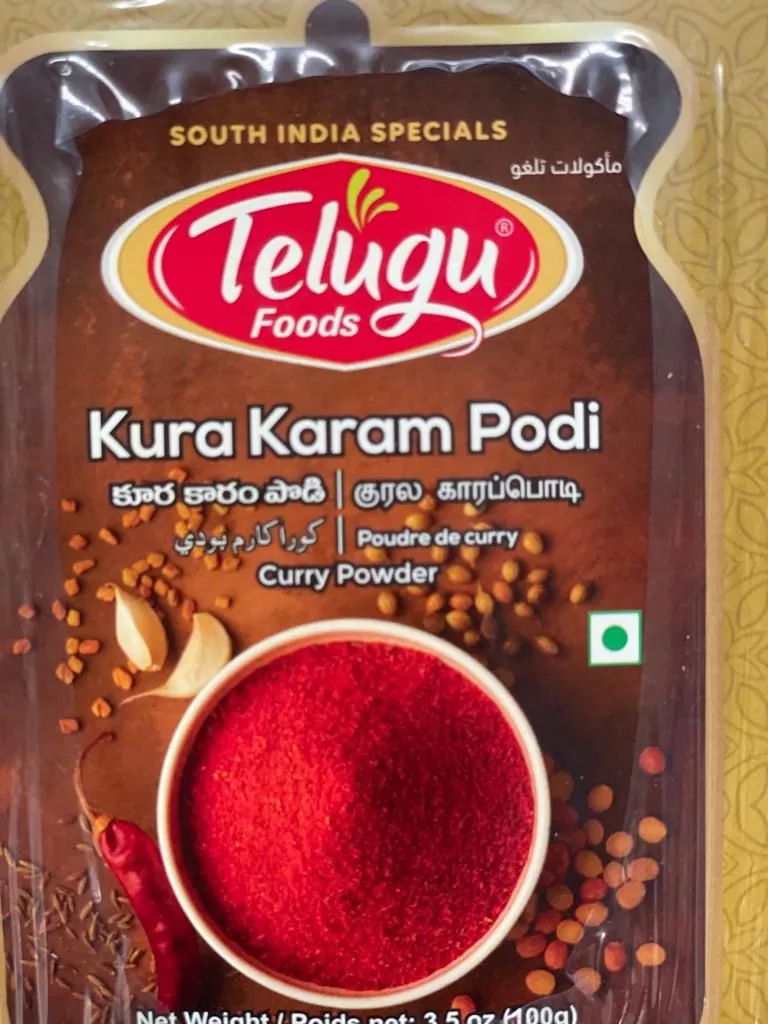 SOUTH INDIA SPECIALS
مأكولات تلغو
Telugu®
Foods
Kura Karam Podi
కూర కారం పొడి | குரல காரப்பொடி
كورا كارم بودي | Poudre de curry
Curry Powder
Net Weight / Poids net: 3.5 oz (100g)